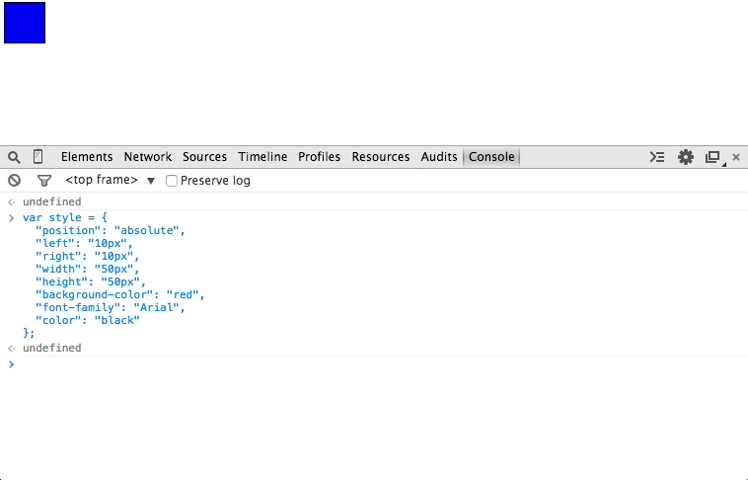 Elements Network Sources Timeline Profiles Resources Audits Console
<top frame> Preserve log
undefined
var style = {
"position": "absolute",
"left": "10px",
"right": "10px",
"width": "50px",
"height": "50px",
"background-color": "red",
"font-family": "Arial",
"color": "black"
};
undefined